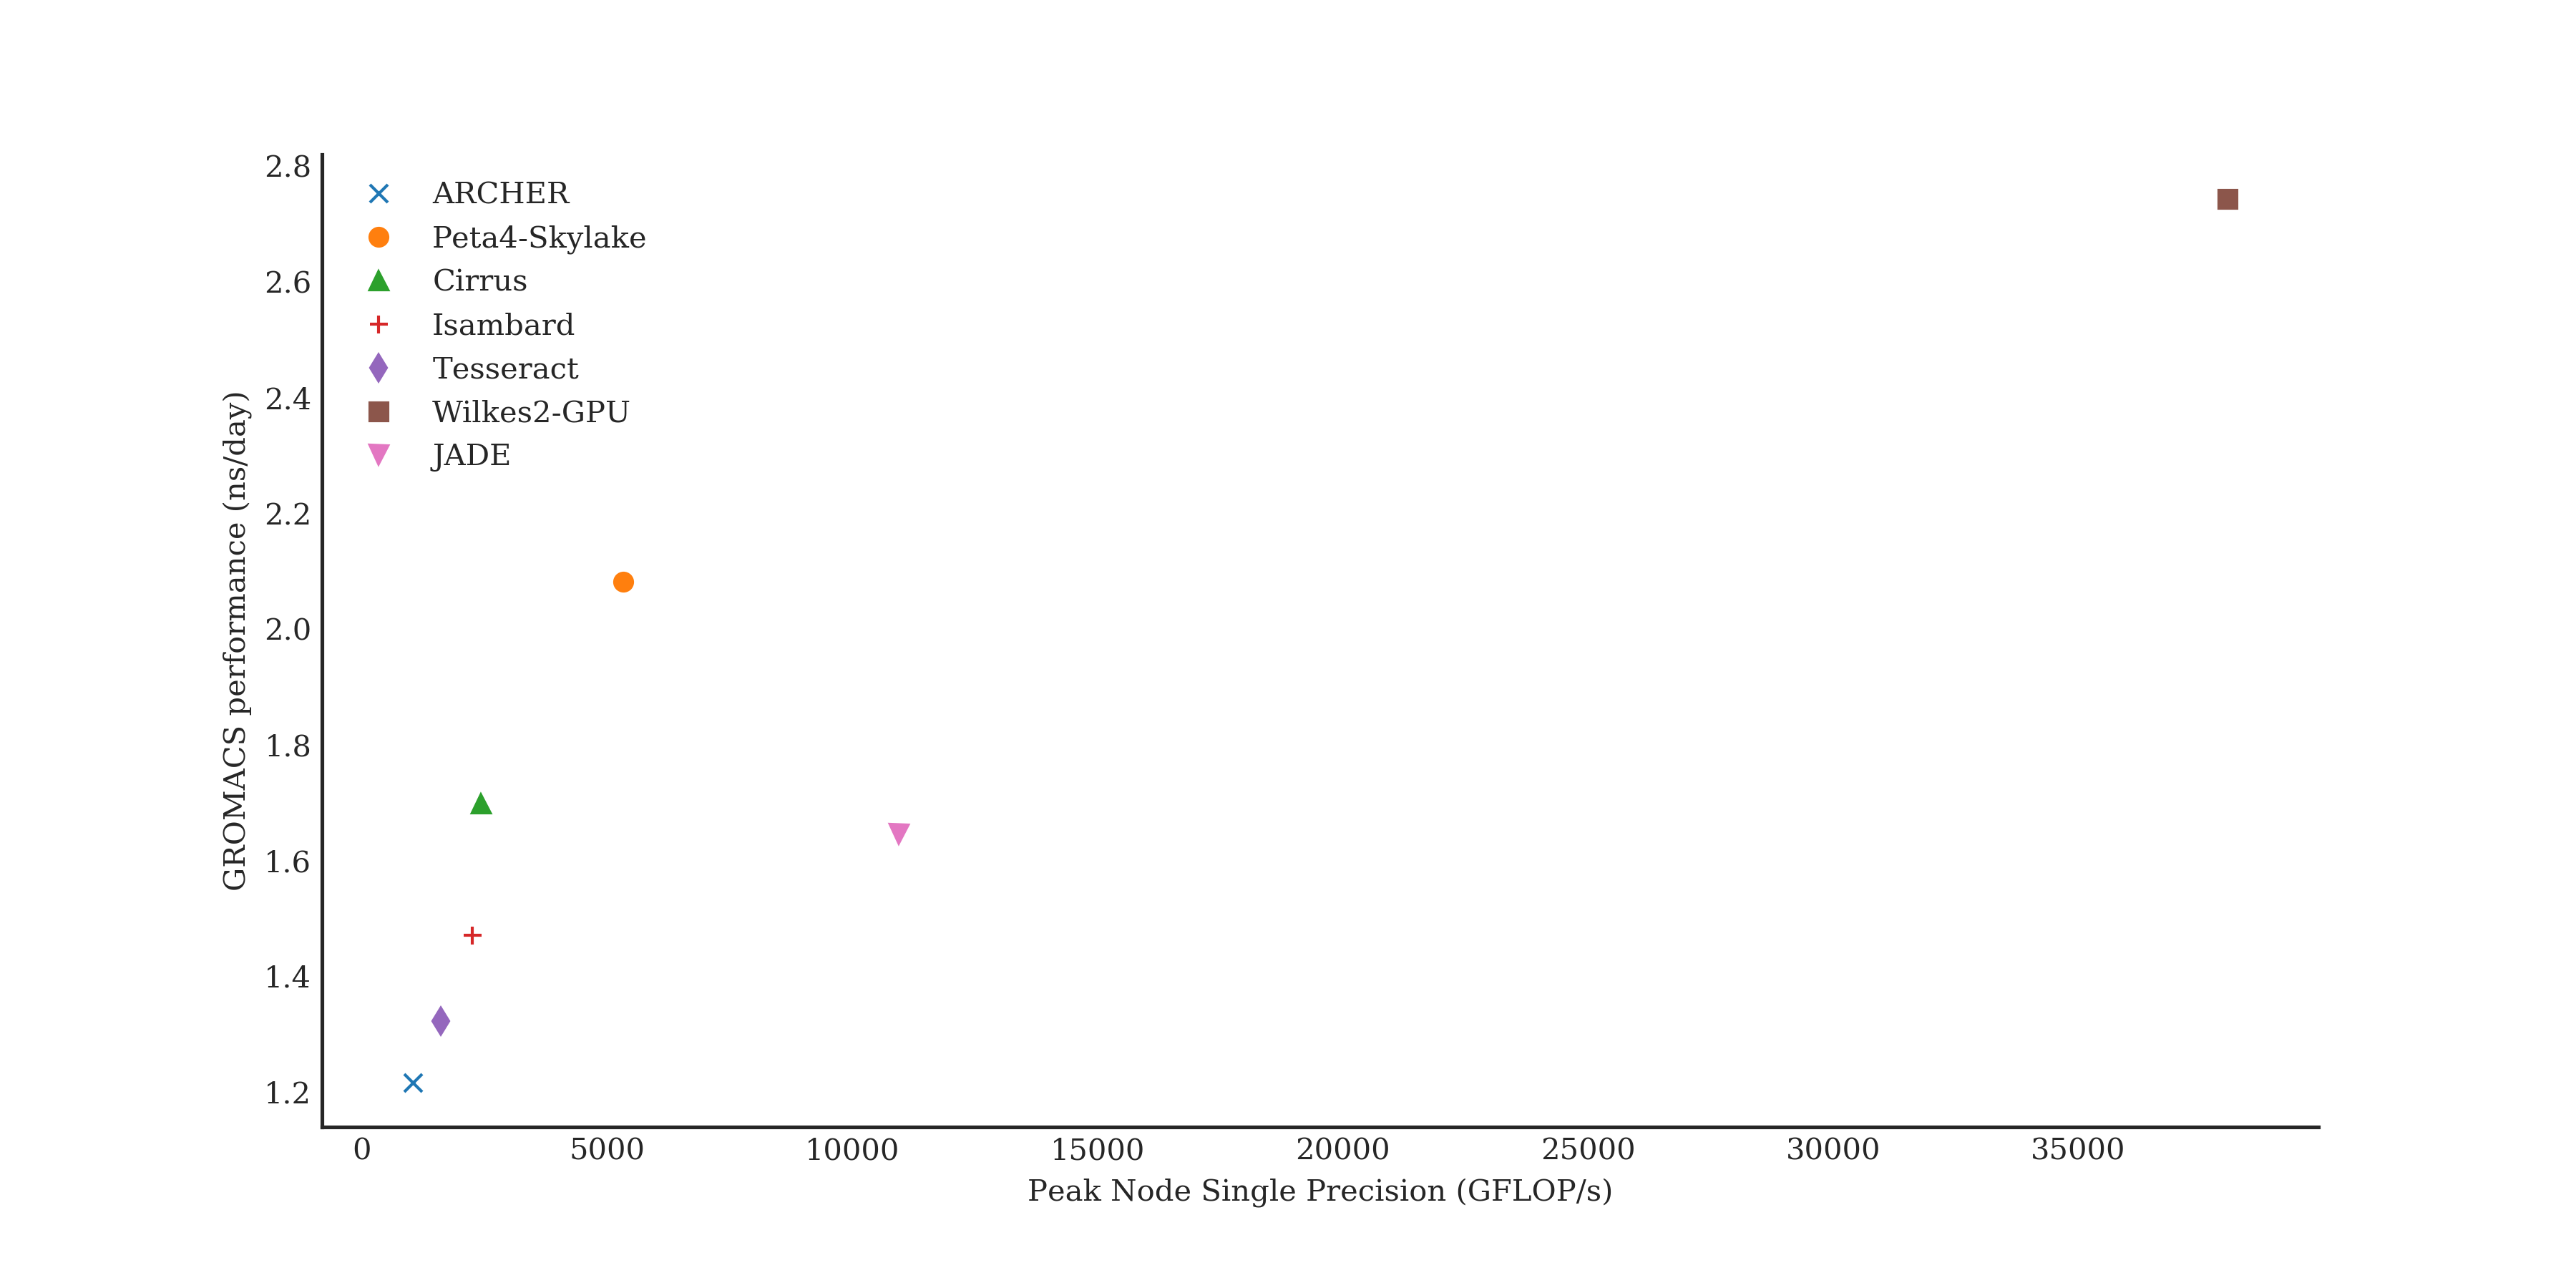 2.8
2.6
2.4
2.2
2.0
1.8
1.6
1.4
1.2
GROMACS performance (ns/day)
ARCHER
Peta4-Skylake
Cirrus
Isambard
Tesseract
Wilkes2-GPU
JADE
0 5000 10000 15000 20000 25000 30000 35000
Peak Node Single Precision (GFLOP/s)